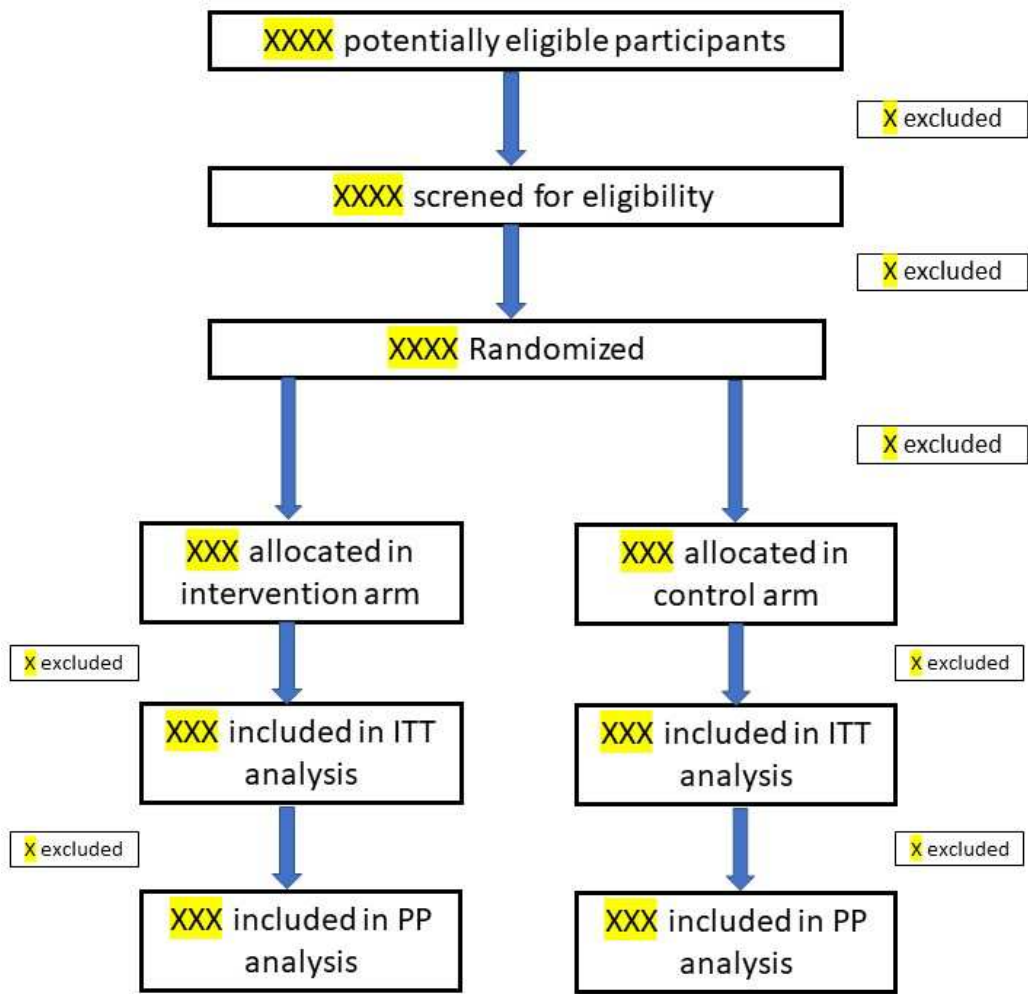 XXXX potentially eligible participants
X excluded
XXXX screned for eligibility
X excluded
XXXX Randomized
X excluded
XXX allocated in
intervention arm
XXX allocated in
control arm
X excluded
X excluded
XXX included in ITT
analysis
XXX included in ITT
analysis
X excluded
X excluded
XXX included in PP
analysis
XXX included in PP
analysis